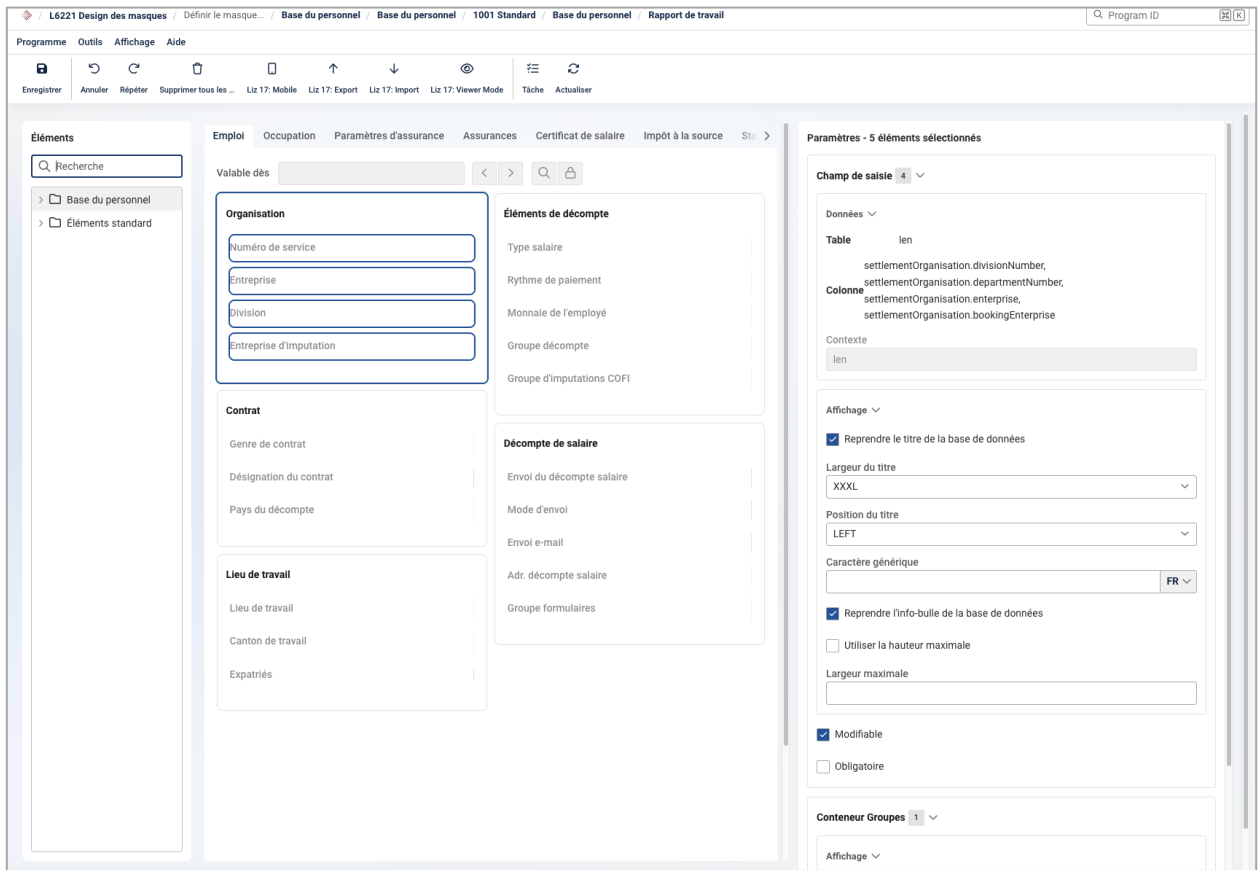 / L6221 Design des masques / Définir le masque... / Base du personnel / Base du personnel / 1001 Standard / Base du personnel / Rapport de travail
Program ID ⌘ K
Programme Outils Affichage Aide
Enregistrer Annuler Répéter Supprimer tous les ... Liz 17: Mobile Liz 17: Export Liz 17: Import Liz 17: Viewer Mode Tâche Actualiser
Éléments
Recherche
Base du personnel
Éléments standard
Emploi Occupation Paramètres d'assurance Assurances Certificat de salaire Impôt à la source Sta
Valable dès
Organisation
Numéro de service
Entreprise
Division
Entreprise d'imputation
Contrat
Genre de contrat
Désignation du contrat
Pays du décompte
Lieu de travail
Lieu de travail
Canton de travail
Expatriés
Éléments de décompte
Type salaire
Rythme de paiement
Monnaie de l'employé
Groupe décompte
Groupe d'imputations COFI
Décompte de salaire
Envoi du décompte salaire
Mode d'envoi
Envoi e-mail
Adr. décompte salaire
Groupe formulaires
Paramètres - 5 éléments sélectionnés
Champ de saisie 4
Données
Table len
Colonne
settlementOrganisation.divisionNumber,
settlementOrganisation.departmentNumber,
settlementOrganisation.enterprise,
settlementOrganisation.bookingEnterprise
Contexte
len
Affichage
Reprendre le titre de la base de données
Largeur du titre
XXXL
Position du titre
LEFT
Caractère générique
FR
Reprendre l'info-bulle de la base de données
Utiliser la hauteur maximale
Largeur maximale
Modifiable
Obligatoire
Conteneur Groupes 1
Affichage